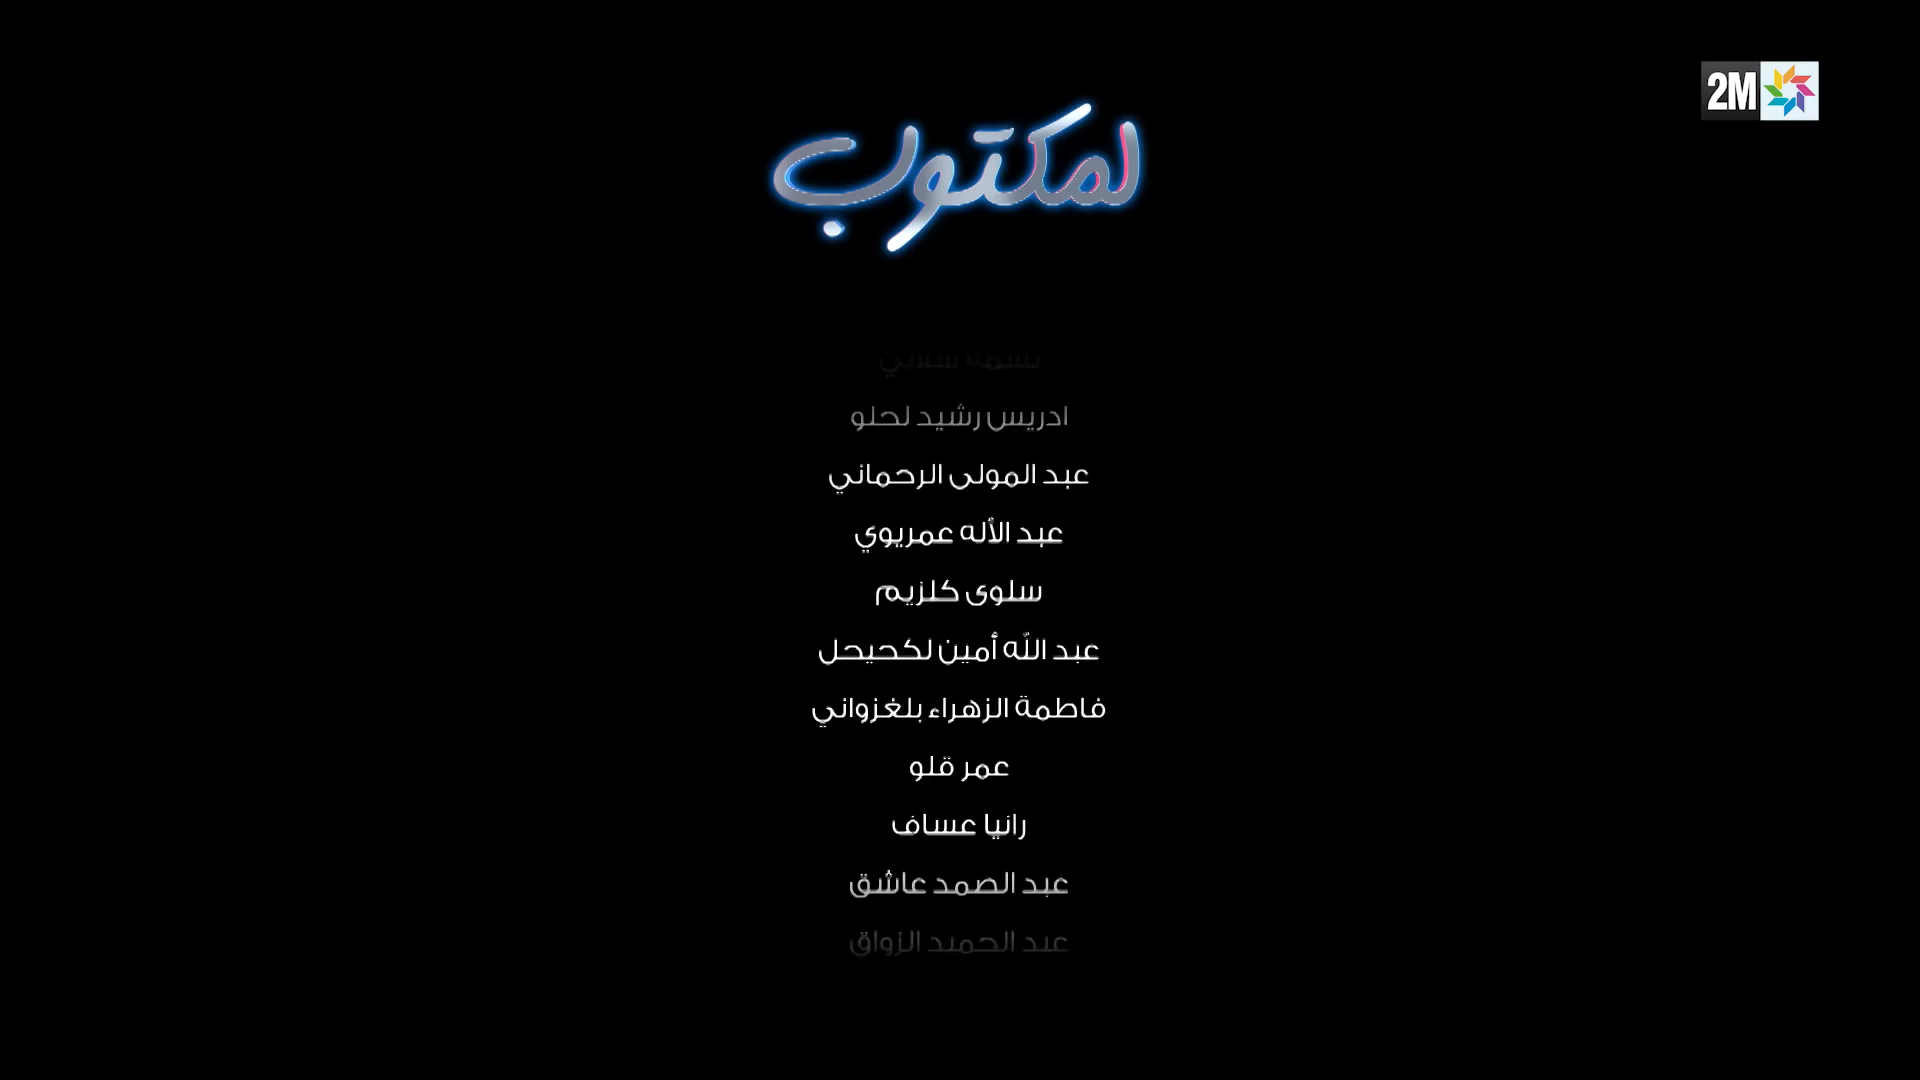 2M
لمكتوب
ادريس رشيد لحلو
عبد المولى الرحماني
عبد الأله عمريوي
سلوى كلزيم
عبد الله أمين لكحيحل
فاطمة الزهراء بلغزواني
عمر قلو
رانيا عساف
عبد الصمد عاشق
عبد الحميد الزواق